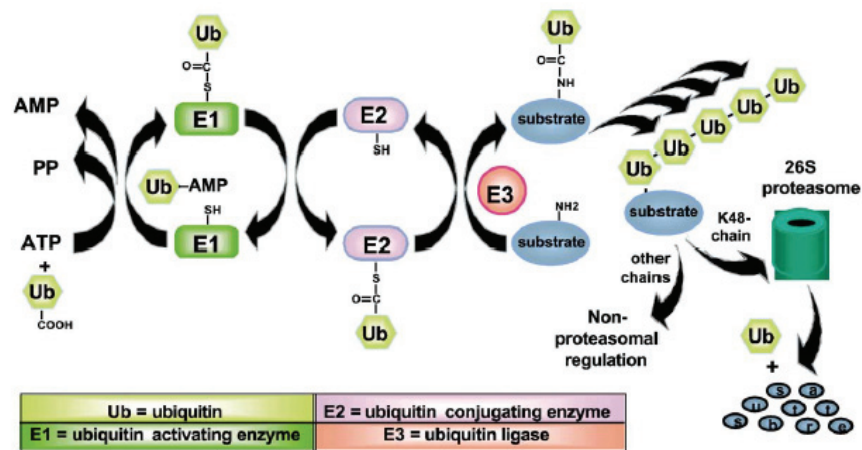 Ub
O=C
S
E1
AMP
PP
Ub-AMP
SH
E1
ATP
+
Ub
COOH
E2
SH
E2
S
O=C
Ub
Ub
O=C
NH
substrate
E3
NH2
substrate
Ub
Ub
Ub
Ub
Ub
substrate
K48-
chain
other
chains
26S
proteasome
Non-
proteasomal
regulation
Ub
+
s a
u t t
s b r e
Ub = ubiquitin
E2 = ubiquitin conjugating enzyme
E1 = ubiquitin activating enzyme
E3 = ubiquitin ligase